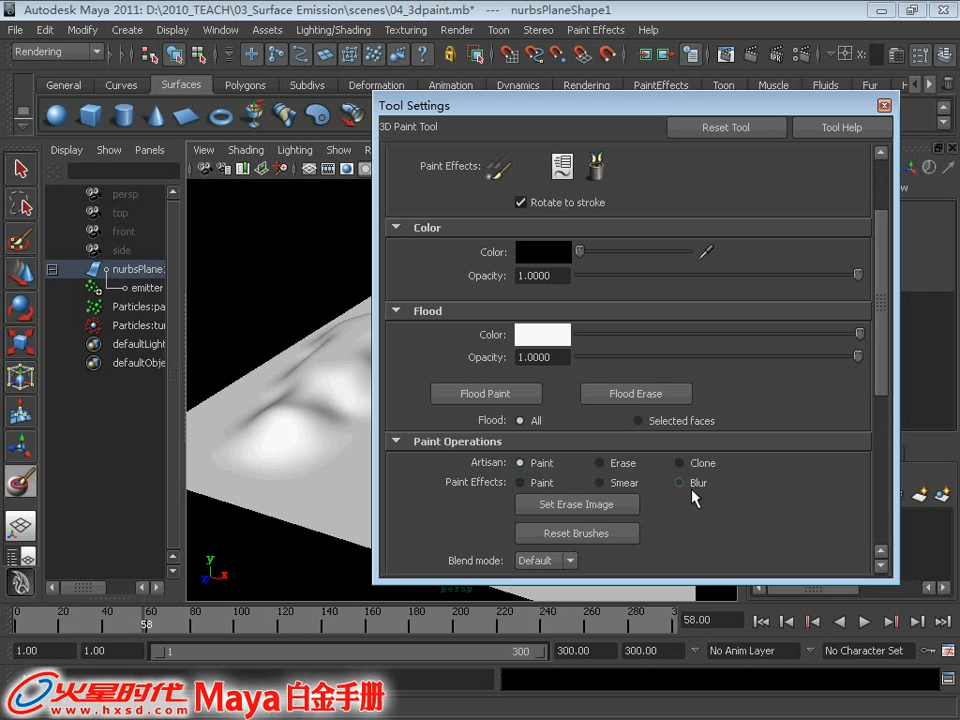 Autodesk Maya 2011: D:\2010_TEACH\03_Surface Emission\scenes\04_3dpaint.mb* --- nurbsPlaneShape1
File Edit Modify Create Display Window Assets Lighting/Shading Texturing Render Toon Stereo Paint Effects Help
Rendering
General Curves Surfaces Polygons Subdivs Deformation Animation Dynamics Rendering PaintEffects Toon Muscle Fluids Fur
Tool Settings
3D Paint Tool Reset Tool Tool Help
Display Show Panels
View Shading Lighting Show
Paint Effects:
Rotate to stroke
persp
top
front
side
nurbsPlane
emitter
Particles:pa
Particles:tur
defaultLight
defaultObje
Color
Color:
Opacity: 1.0000
Flood
Color:
Opacity: 1.0000
Flood Paint Flood Erase
Flood: All Selected faces
Paint Operations
Artisan: Paint Erase Clone
Paint Effects: Paint Smear Blur
Set Erase Image
Reset Brushes
Blend mode: Default
y
z x
persp
0 20 40 60 80 100 120 140 160 180 200 220 240 260 280 3
58
58.00
1.00 1.00 1 300 300.00 300.00 No Anim Layer No Character Set
火星时代
www.hxsd.com
Maya 白金手册